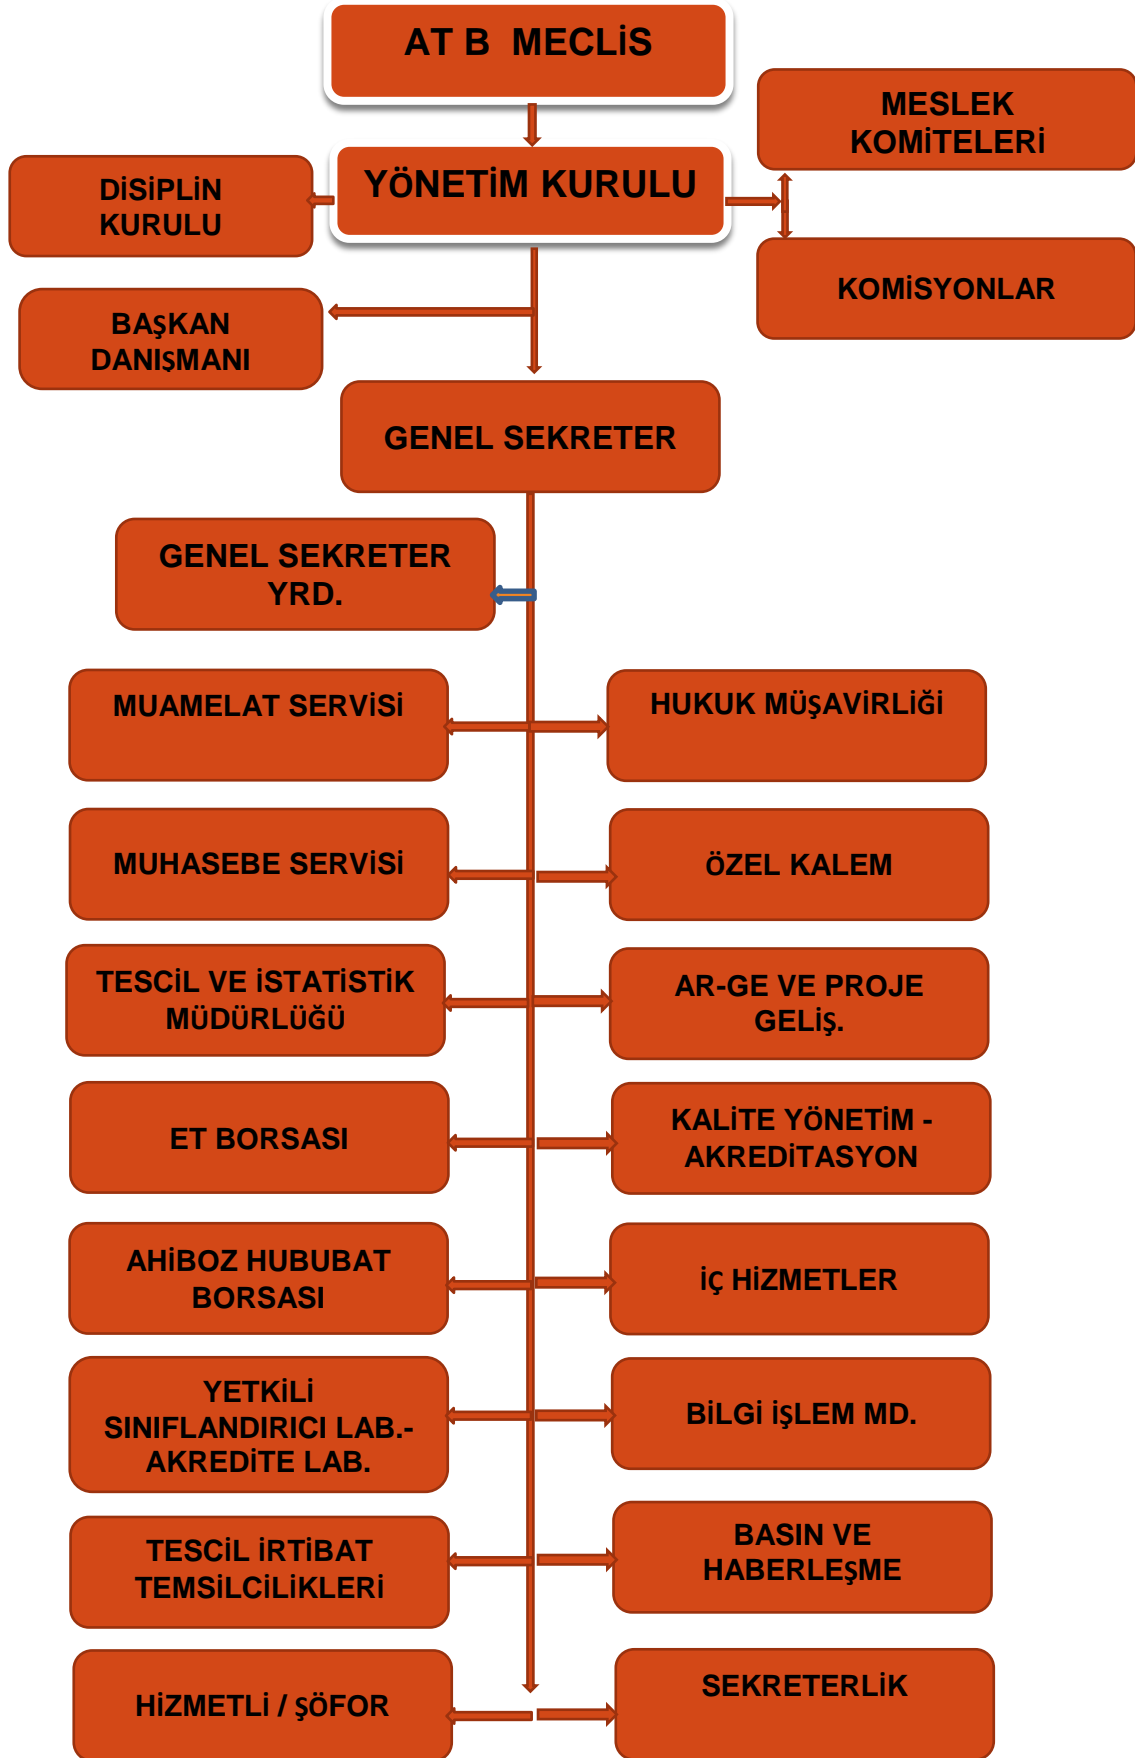 AT B MECLİS
MESLEK
KOMİTELERİ
YÖNETİM KURULU
DİSİPLİN
KURULU
KOMİSYONLAR
BAŞKAN
DANIŞMANI
GENEL SEKRETER
GENEL SEKRETER
YRD.
MUAMELAT SERVİSİ
HUKUK MÜŞAVİRLİĞİ
MUHASEBE SERVİSİ
ÖZEL KALEM
TESCİL VE İSTATİSTİK
MÜDÜRLÜĞÜ
AR-GE VE PROJE
GELİŞ.
ET BORSASI
KALİTE YÖNETİM -
AKREDİTASYON
AHİBOZ HUBUBAT
BORSASI
İÇ HİZMETLER
YETKİLİ
SINIFLANDIRICI LAB.-
AKREDİTE LAB.
BİLGİ İŞLEM MD.
TESCİL İRTİBAT
TEMSİLCİLİKLERİ
BASIN VE
HABERLEŞME
HİZMETLİ / ŞÖFOR
SEKRETERLİK